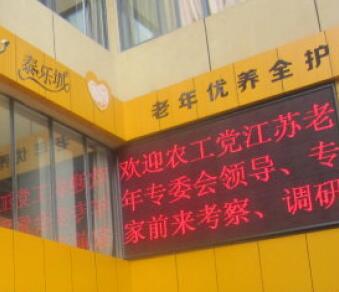 泰乐城
老年优养全护
欢迎农工党江苏老
年专委会领导、专
家前来考察、调研